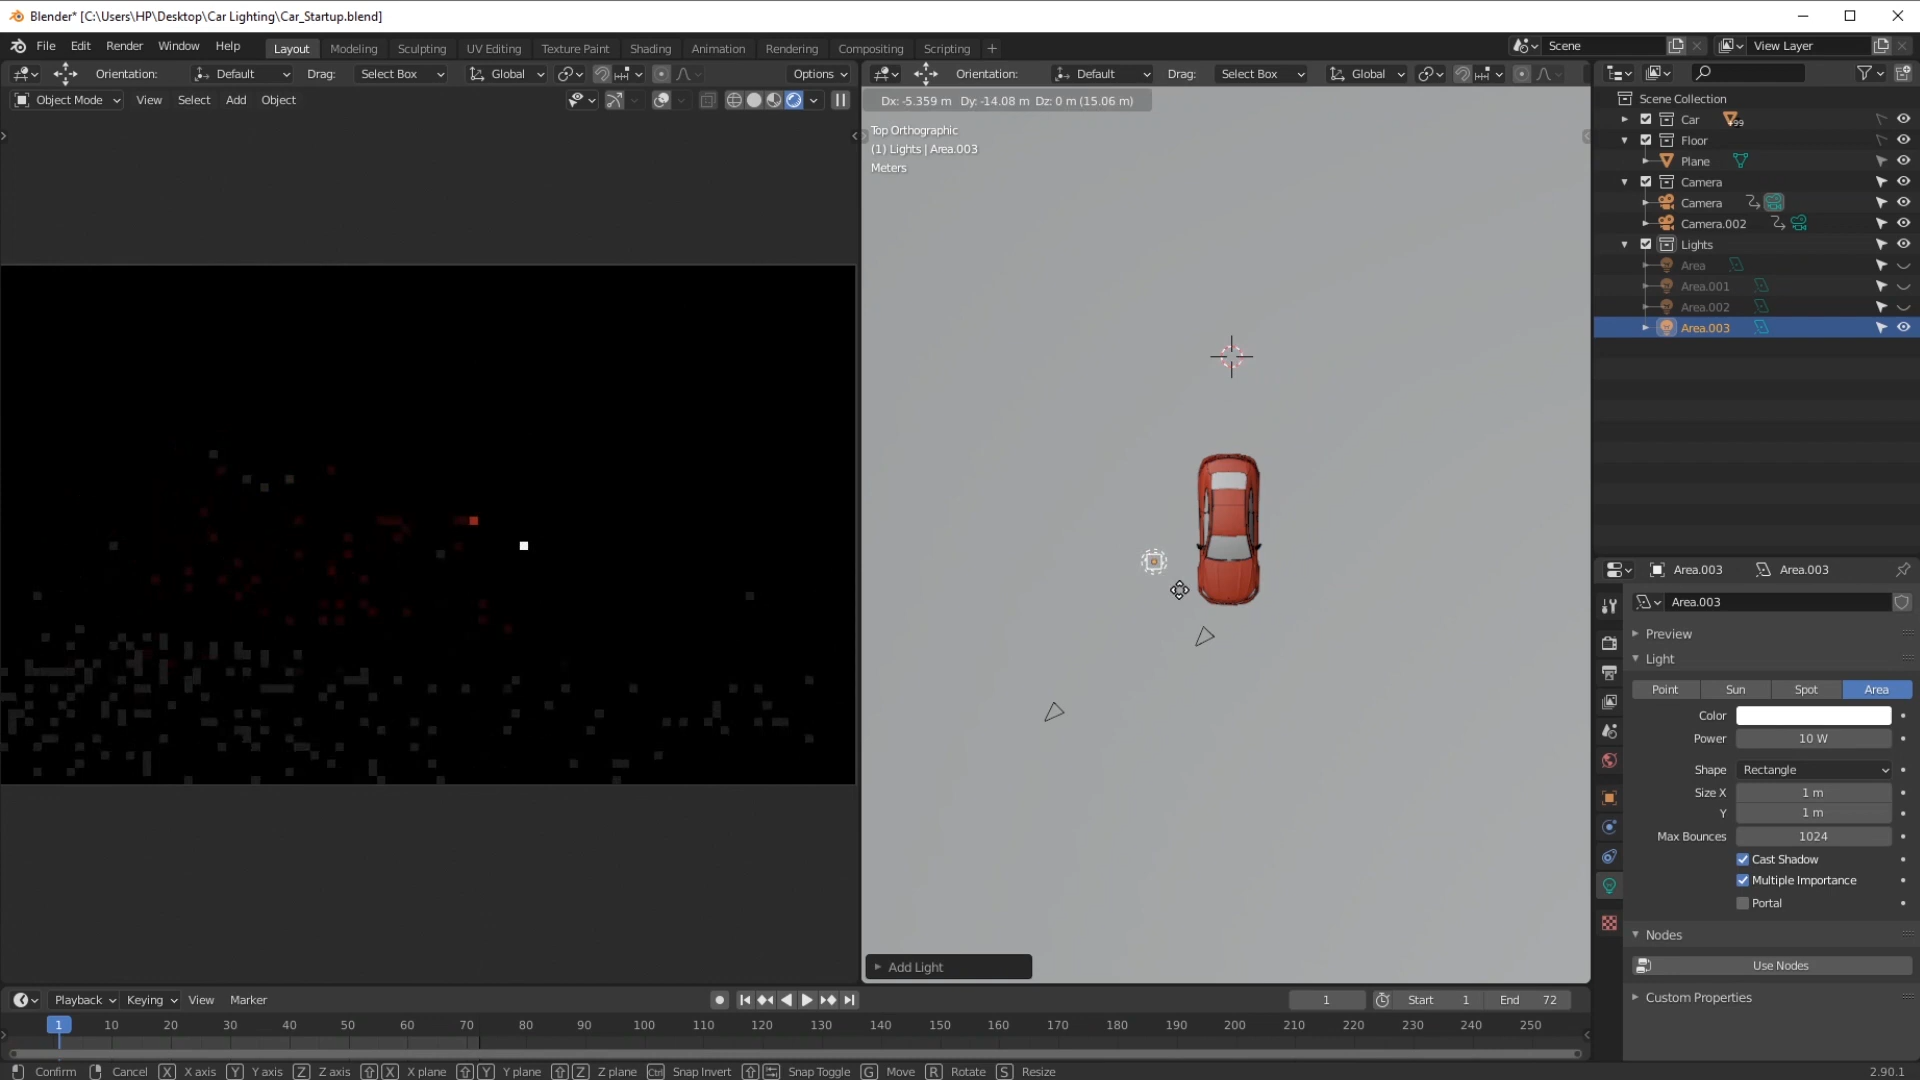 Blender* [C:\Users\HP\Desktop\Car Lighting\Car_Startup.blend]
File Edit Render Window Help Layout Modeling Sculpting UV Editing Texture Paint Shading Animation Rendering Compositing Scripting + Scene View Layer
Orientation: Default Drag: Select Box Global Options Orientation: Default Drag: Select Box Global
Object Mode View Select Add Object
Dx: -5.359 m Dy: -14.08 m Dz: 0 m (15.06 m)
Top Orthographic
(1) Lights | Area.003
Meters
Scene Collection
Car 99
Floor
Plane
Camera
Camera
Camera.002
Lights
Area
Area.001
Area.002
Area.003
Area.003 Area.003
Area.003
Preview
Light
Point Sun Spot Area
Color
Power 10 W
Shape Rectangle
Size X 1 m
Y 1 m
Max Bounces 1024
Cast Shadow
Multiple Importance
Portal
Nodes
Use Nodes
Custom Properties
Add Light
Playback Keying View Marker 1 Start 1 End 72
1 10 20 30 40 50 60 70 80 90 100 110 120 130 140 150 160 170 180 190 200 210 220 230 240 250
Confirm Cancel X X axis Y Y axis Z Z axis X X plane Y Y plane Z Z plane Ctrl Snap Invert Snap Toggle G Move R Rotate S Resize 2.90.1